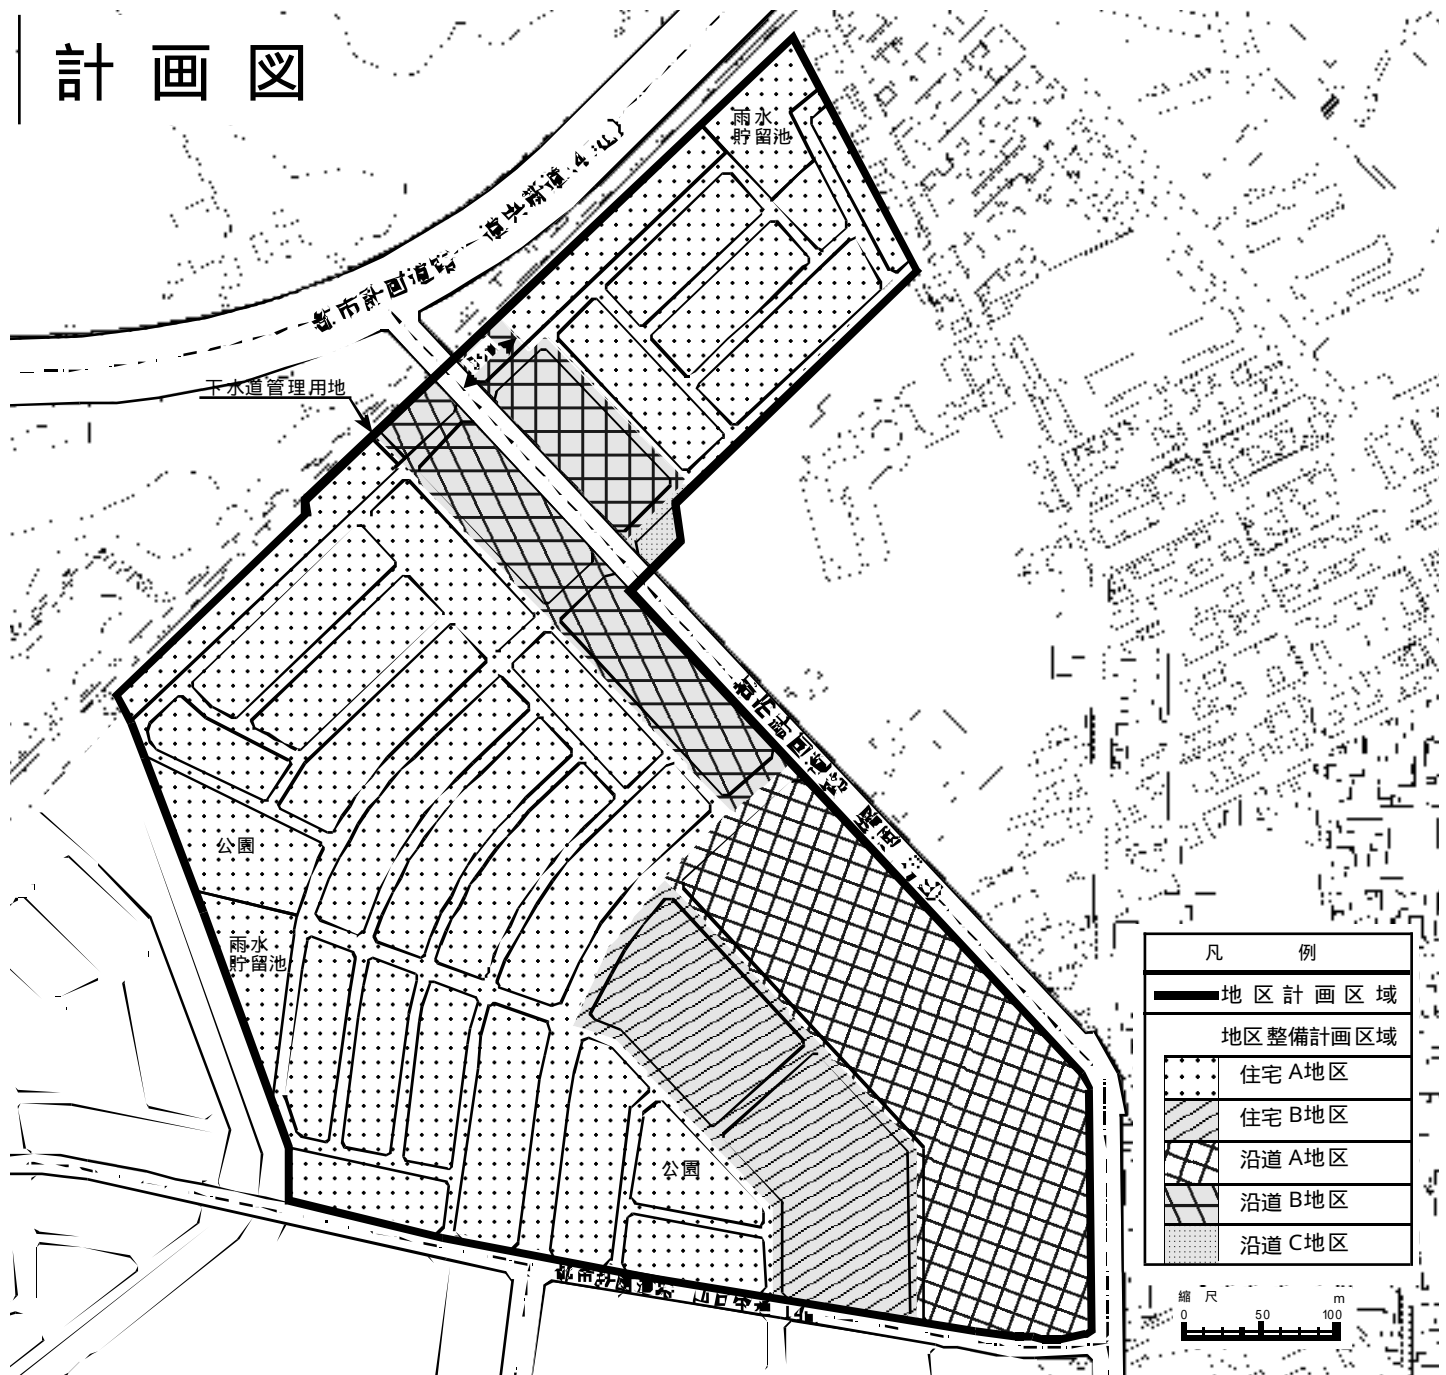 計画図
雨水
貯留池
下水道管理用地
公園
雨水
貯留池
公園
凡 例
地区計画区域
地区整備計画区域
住宅A地区
住宅B地区
沿道A地区
沿道B地区
沿道C地区
縮 尺 m
0 50 100